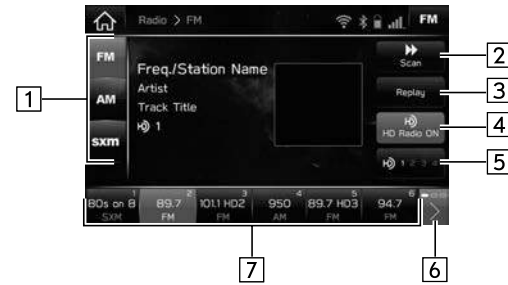 Radio > FM FM
FM
AM
sxm
Freq./Station Name
Artist
Track Title
HD 1
Scan
Replay
HD Radio ON
HD 1 2 3 4
1
2
3
4
5
1 2 3 4 5 6
80s on 8 89.7 101.1 HD2 950 89.7 HD3 94.7
SXM FM FM AM FM FM
7
6